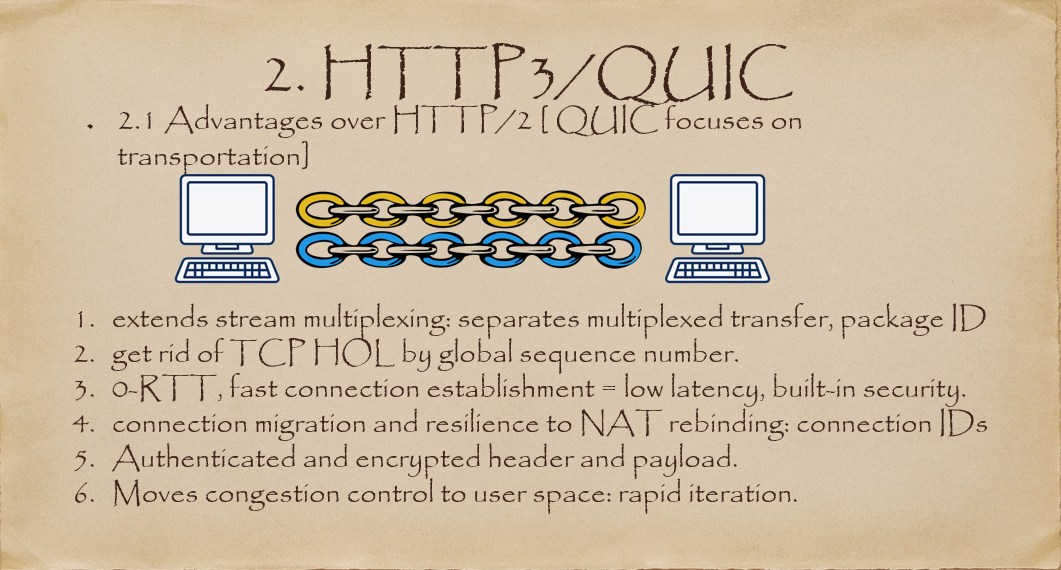 2. HTTP3/QUIC
• 2.1 Advantages over HTTP/2 [ QUIC focuses on
transportation]
1. extends stream multiplexing: separates multiplexed transfer, package ID
2. get rid of TCP HOL by global sequence number.
3. 0-RTT, fast connection establishment = low latency, built-in security.
4. connection migration and resilience to NAT rebinding: connection IDs
5. Authenticated and encrypted header and payload.
6. Moves congestion control to user space: rapid iteration.